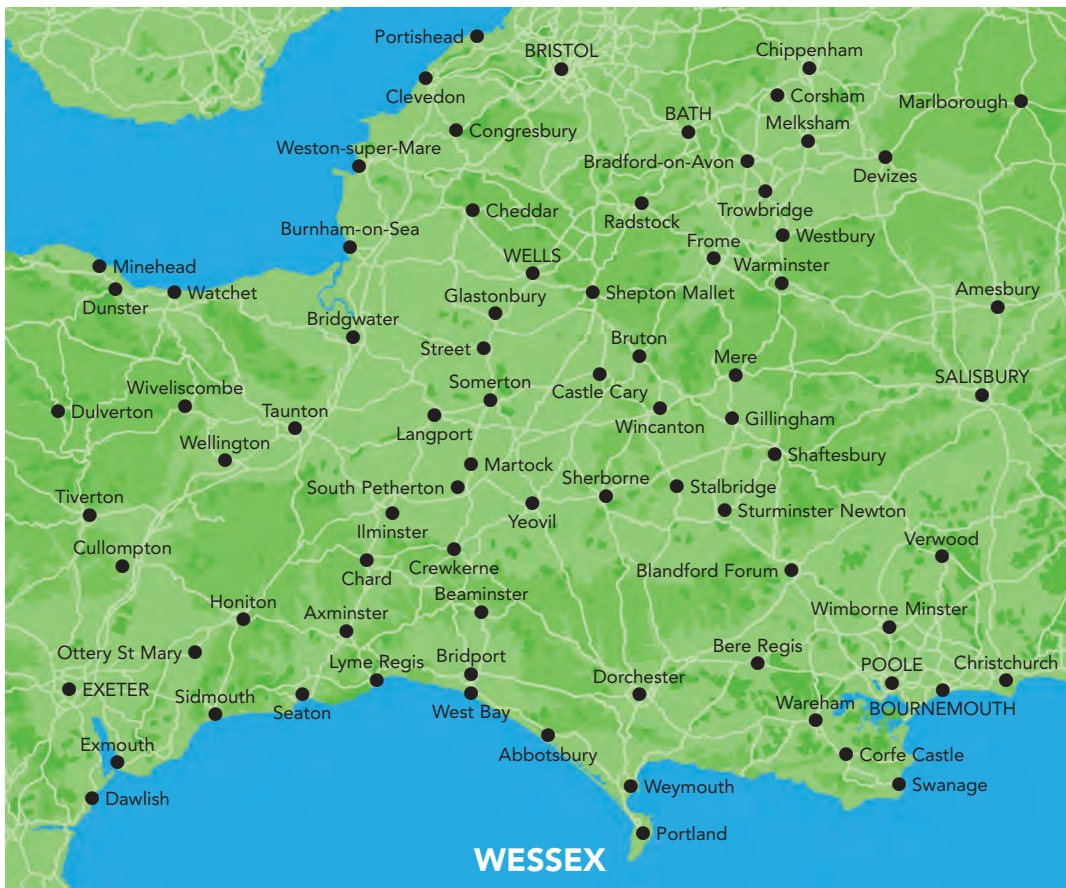 Portishead
BRISTOL
Chippenham
Clevedon
Corsham
Marlborough
BATH
Congresbury
Melksham
Weston-super-Mare
Bradford-on-Avon
Devizes
Cheddar
Radstock
Trowbridge
Burnham-on-Sea
Westbury
Frome
WELLS
Minehead
Warminster
Dunster
Watchet
Glastonbury
Shepton Mallet
Amesbury
Bridgwater
Bruton
Street
Mere
Somerton
SALISBURY
Wiveliscombe
Castle Cary
Dulverton
Taunton
Langport
Wincanton
Gillingham
Wellington
Shaftesbury
Martock
Sherborne
South Petherton
Stalbridge
Tiverton
Yeovil
Sturminster Newton
Ilminster
Cullompton
Verwood
Chard
Crewkerne
Blandford Forum
Beaminster
Honiton
Axminster
Wimborne Minster
Ottery St Mary
Lyme Regis
Bridport
Bere Regis
POOLE
Christchurch
EXETER
Dorchester
Sidmouth
Seaton
West Bay
Wareham
BOURNEMOUTH
Exmouth
Abbotsbury
Corfe Castle
Dawlish
Weymouth
Swanage
Portland
WESSEX